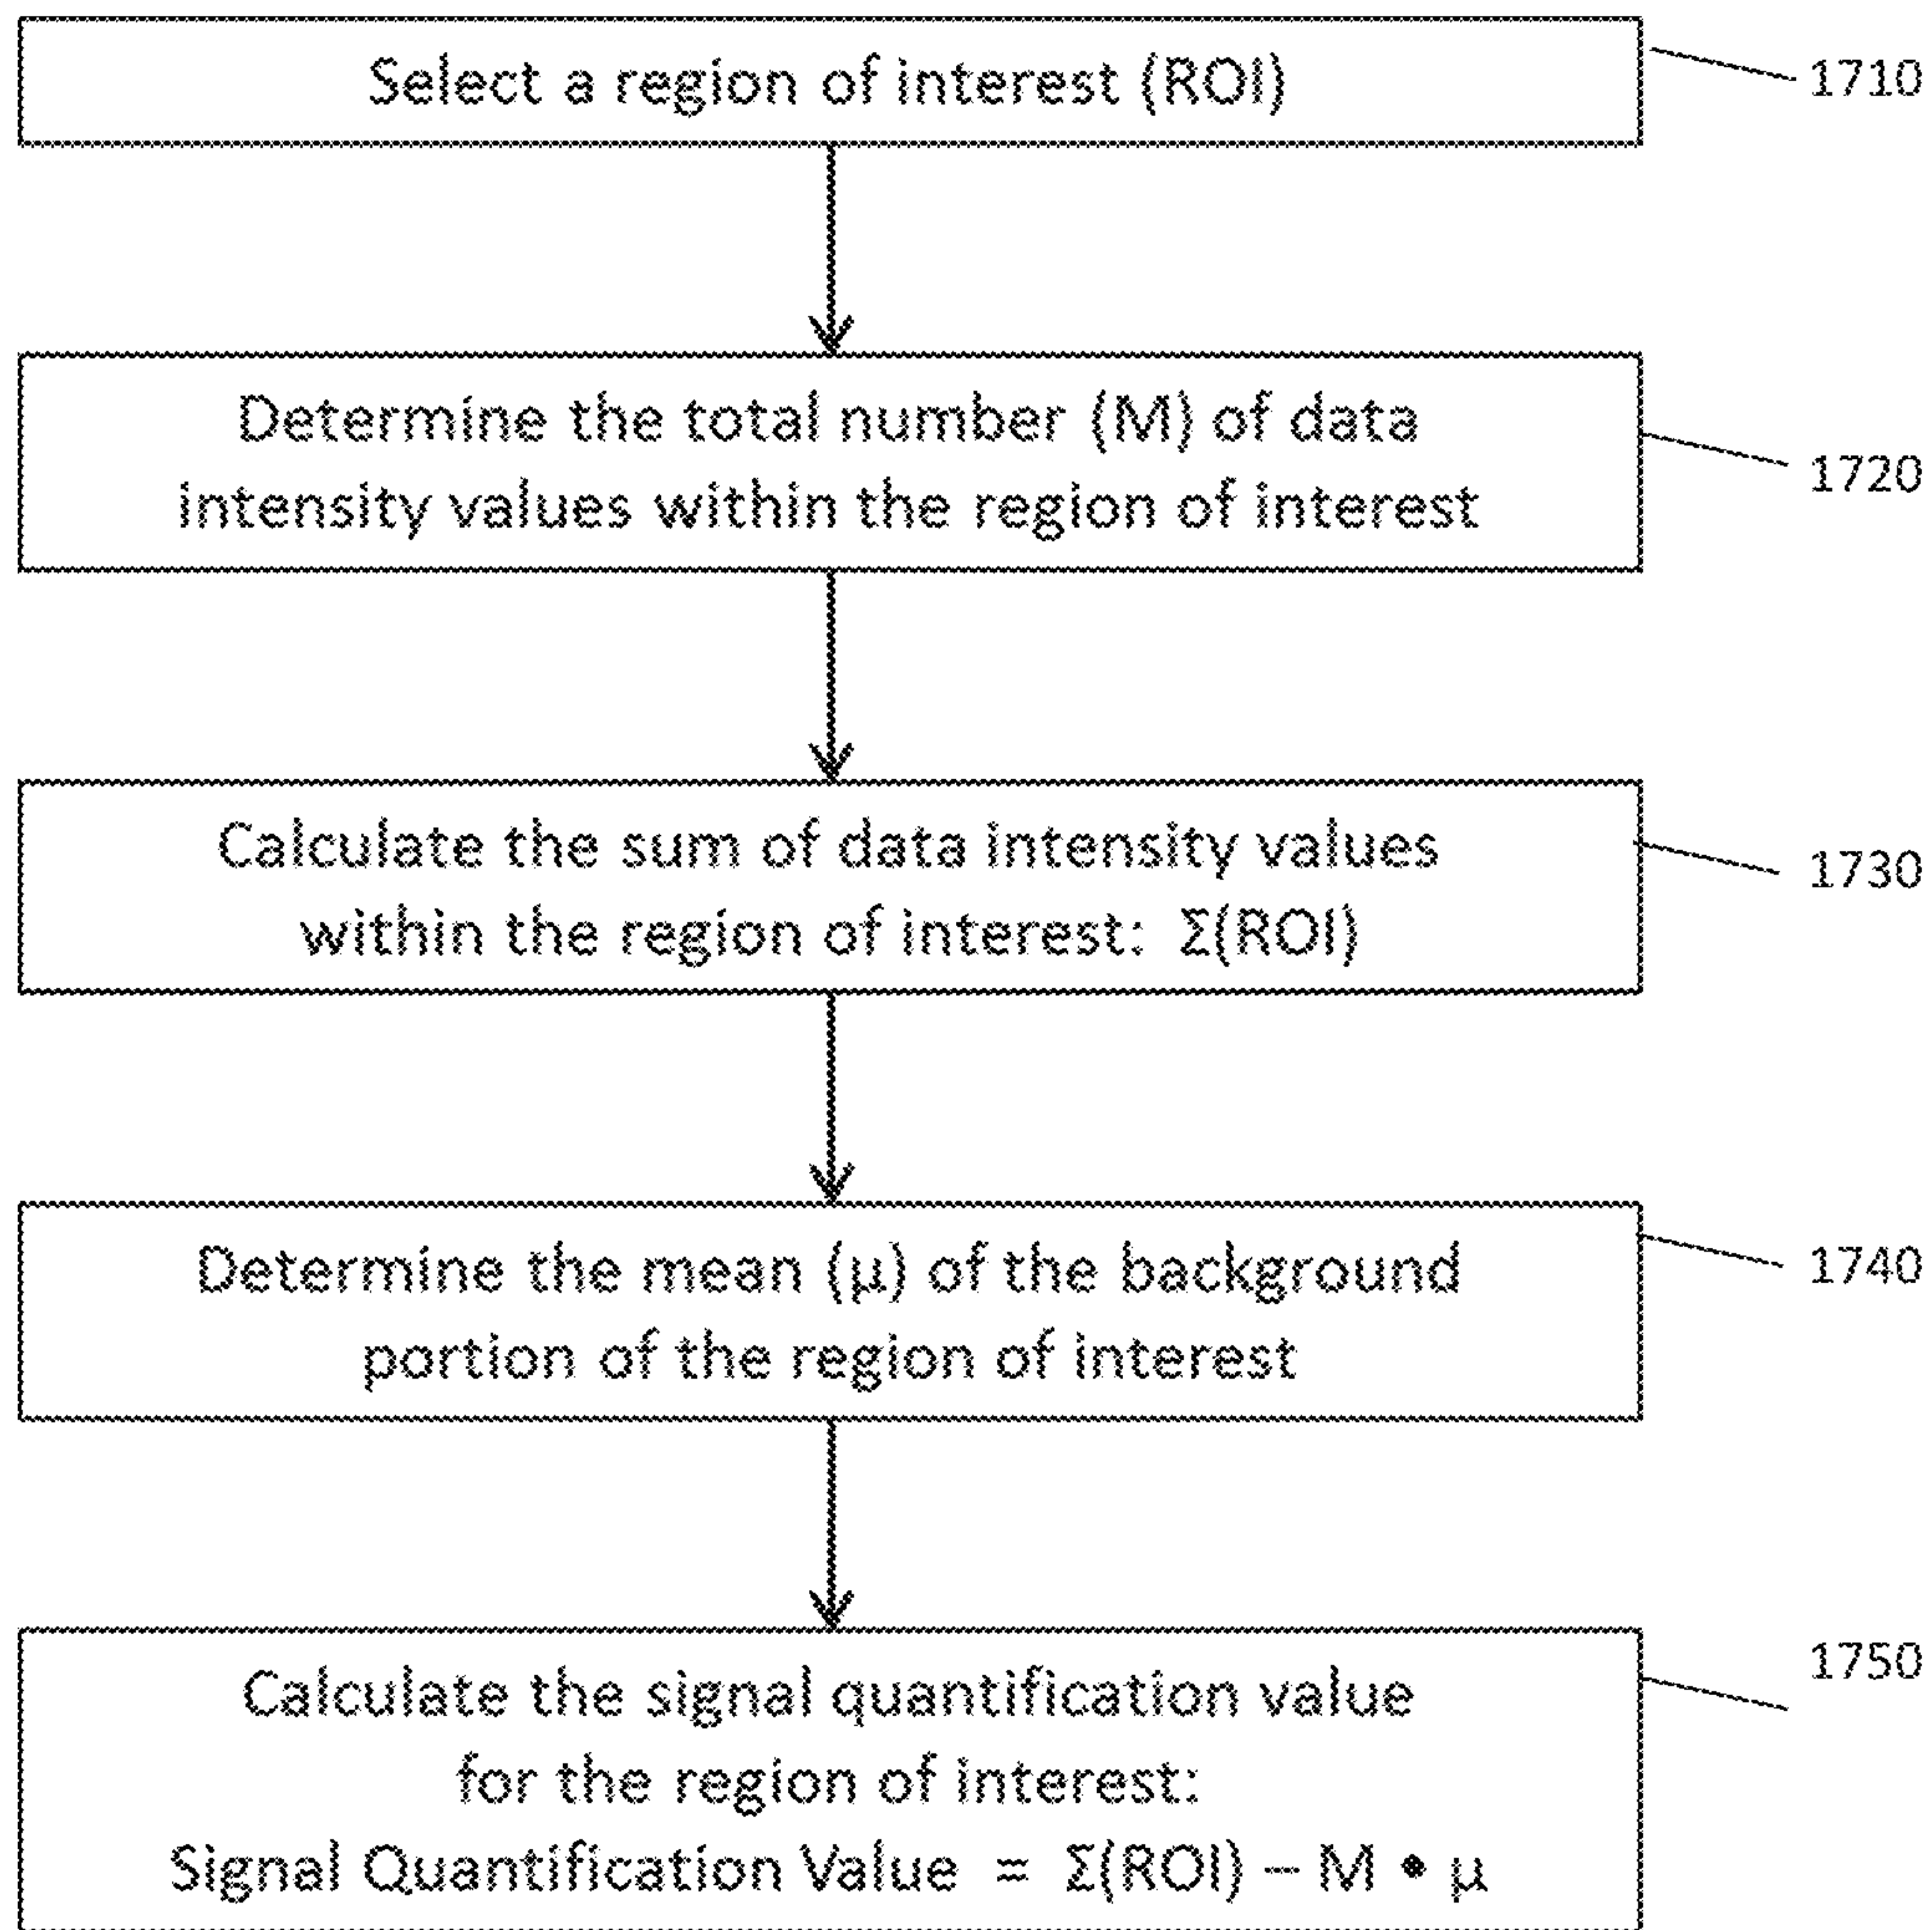 Select a region of interest (ROI)
1710
Determine the total number (M) of data
intensity values within the region of interest
1720
Calculate the sum of data intensity values
within the region of interest: Σ(ROI)
1730
Determine the mean (μ) of the background
portion of the region of interest
1740
Calculate the signal quantification value
for the region of interest:
Signal Quantification Value = Σ(ROI) – M • μ
1750